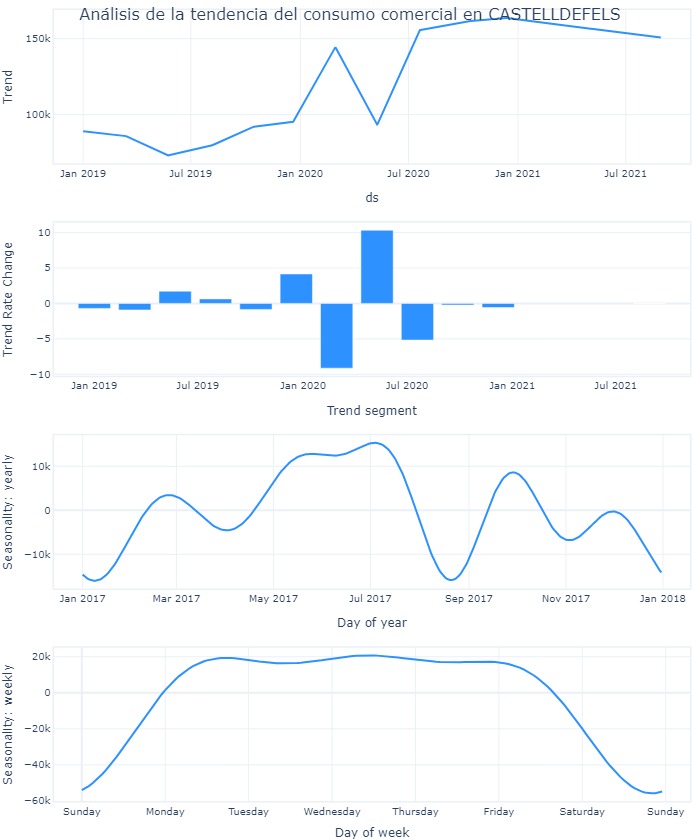 Análisis de la tendencia del consumo comercial en CASTELLDEFELS
Trend
150k
100k
Jan 2019 Jul 2019 Jan 2020 Jul 2020 Jan 2021 Jul 2021
ds
Trend Rate Change
10
5
0
−5
−10
Jan 2019 Jul 2019 Jan 2020 Jul 2020 Jan 2021 Jul 2021
Trend segment
Seasonality: yearly
10k
0
−10k
Jan 2017 Mar 2017 May 2017 Jul 2017 Sep 2017 Nov 2017 Jan 2018
Day of year
Seasonality: weekly
20k
0
−20k
−40k
−60k
Sunday Monday Tuesday Wednesday Thursday Friday Saturday Sunday
Day of week